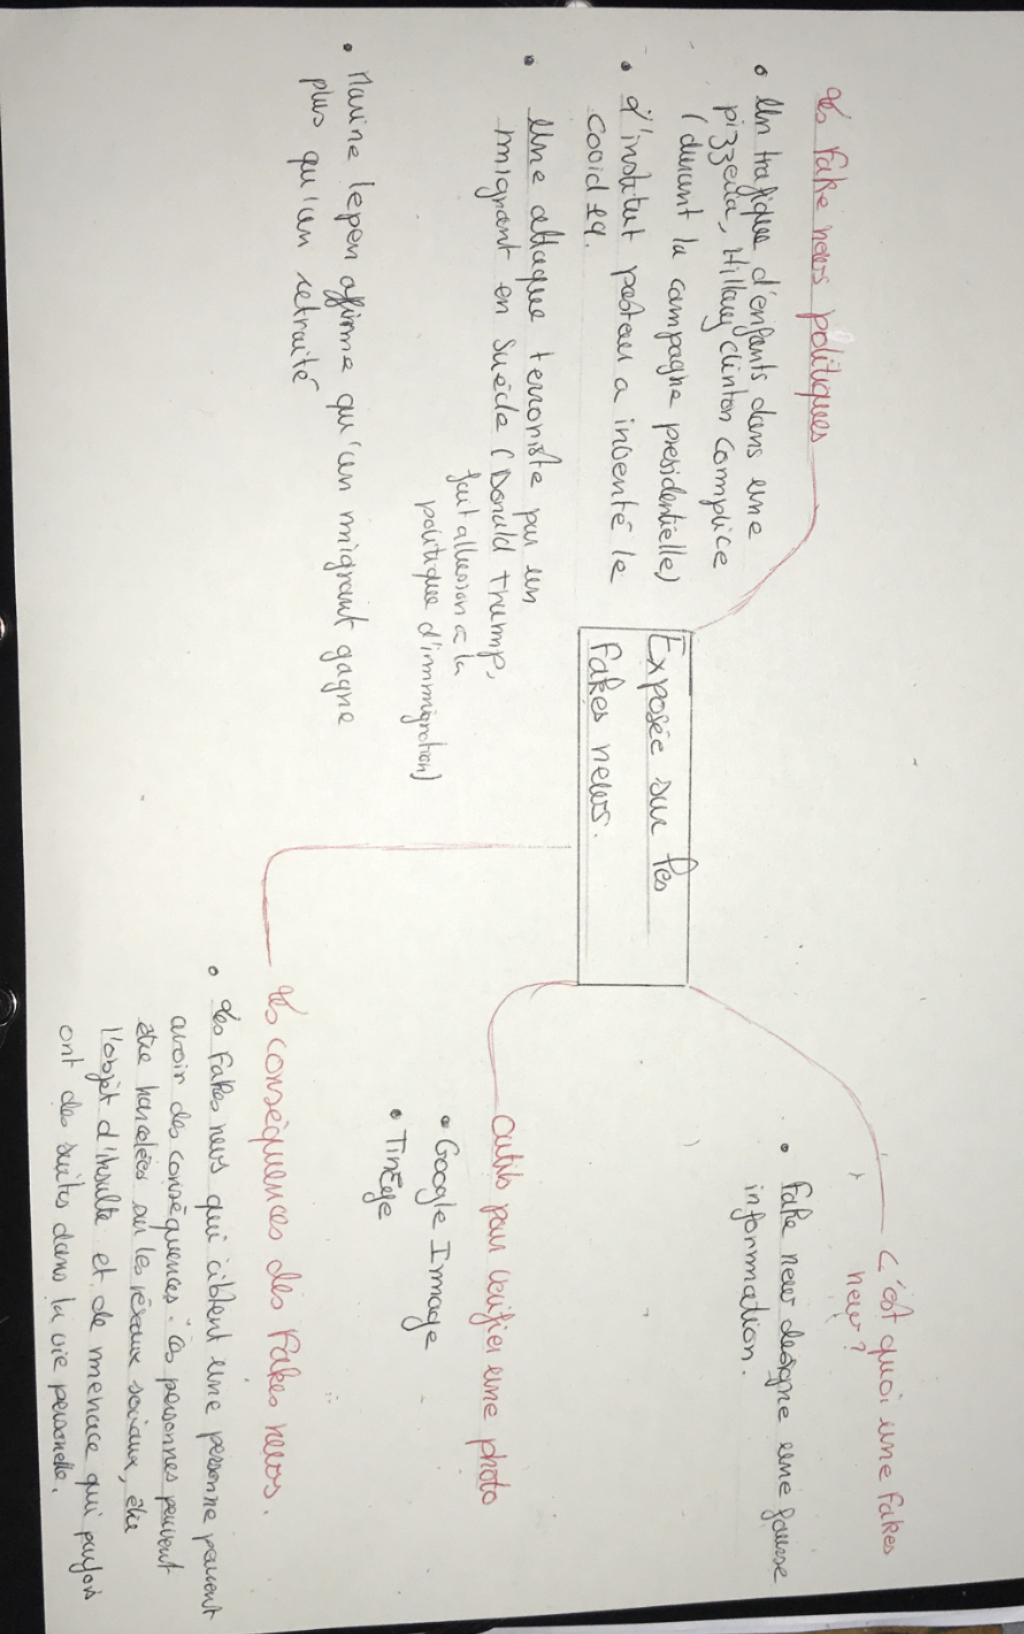 Exposée sur les
fakes news.
C'est quoi une fakes
new ?
• Fake new designe une fausse
information.
Outils pour verifier une photo
• Google Immage
• TinEye
Les conséquences des Fakes news.
• Les Fakes news qui ciblent une personne peuvent
avoir des conséquences : Ces personnes peuvent
être harcelées sur les réseaux sociaux, être
l'objet d'insulte et de menace qui parfois
ont des suites dans la vie personelle.
Les Fake news politiques
• Un trafique d'enfants dans une
pizzeria, Hillary Clinton complice
(durant la campagne presidentielle)
• L'institut pasteur a inventé le
Covid 19.
• Une attaque terroriste par un
migrant en Suède (Donald Trump,
fait allusion a la
politique d'immigration)
• Marine lepen affirme qu'un migrant gagne
plus qu'un retraité